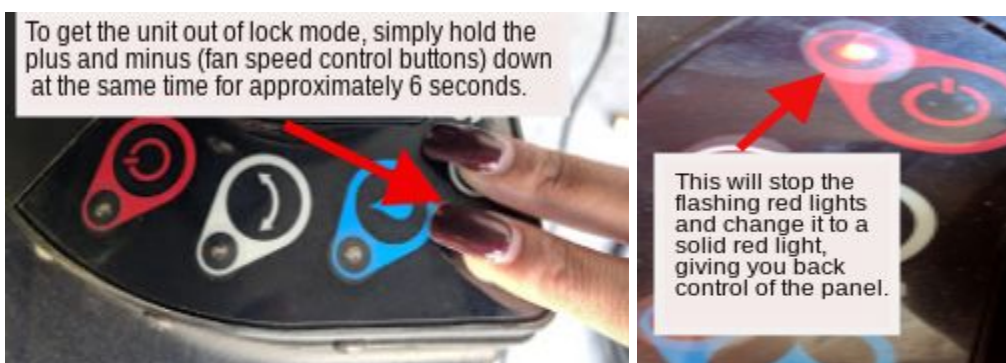 To get the unit out of lock mode, simply hold the
plus and minus (fan speed control buttons) down
at the same time for approximately 6 seconds.
This will stop the
flashing red lights
and change it to a
solid red light,
giving you back
control of the panel.